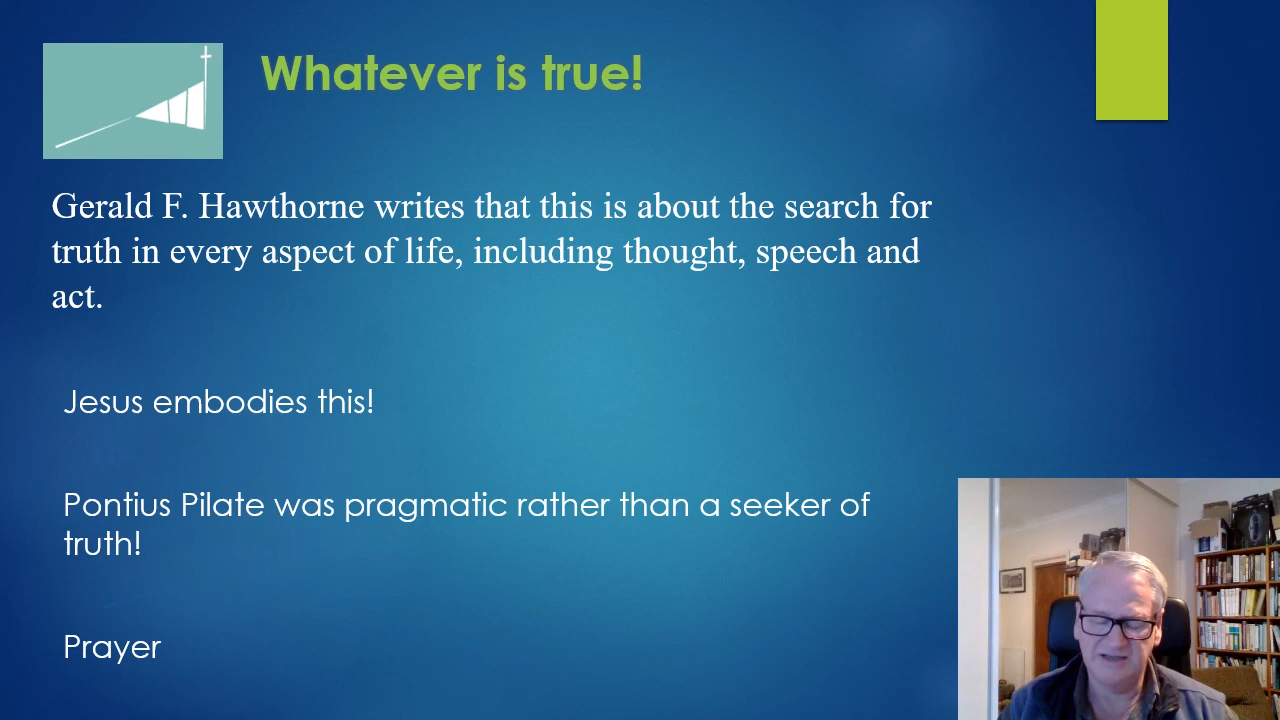 Whatever is true!
Gerald F. Hawthorne writes that this is about the search for
truth in every aspect of life, including thought, speech and
act.
Jesus embodies this!
Pontius Pilate was pragmatic rather than a seeker of
truth!
Prayer